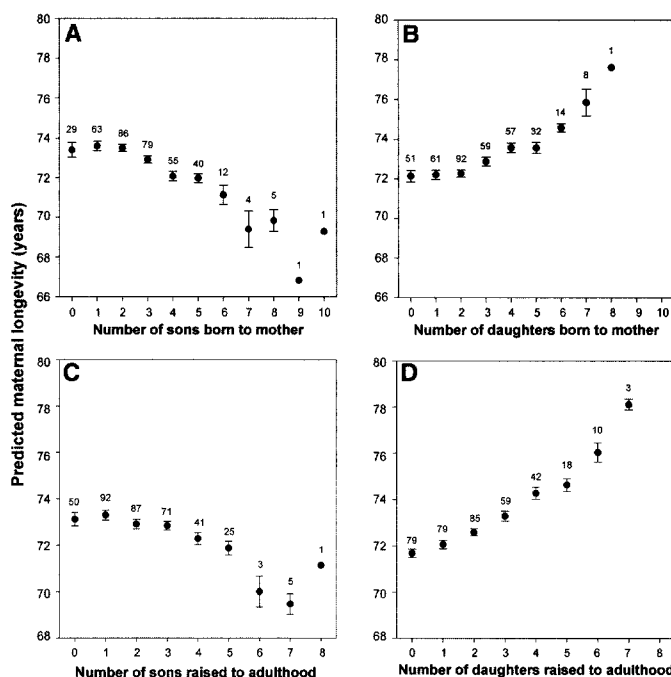 A
80
78
76
74
72
70
68
66
29 63 86 79 55 40 12 4 5 1 1
0 1 2 3 4 5 6 7 8 9 10
Number of sons born to mother
B
80
78
76
74
72
70
68
66
51 61 92 59 57 32 14 8 1
0 1 2 3 4 5 6 7 8 9 10
Number of daughters born to mother
Predicted maternal longevity (years)
C
80
78
76
73
72
70
68
50 92 87 71 41 25 3 5 1
0 1 2 3 4 5 6 7 8
Number of sons raised to adulthood
D
80
78
76
74
72
70
68
79 79 85 59 42 18 10 3
0 1 2 3 4 5 6 7 8
Number of daughters raised to adulthood